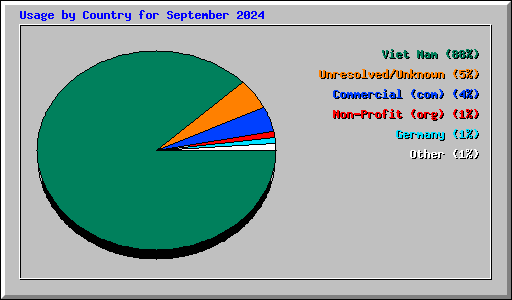 Usage by Country for September 2024
Viet Nam (88%)
Unresolved/Unknown (5%)
Commercial (com) (4%)
Non-Profit (org) (1%)
Germany (1%)
Other (1%)